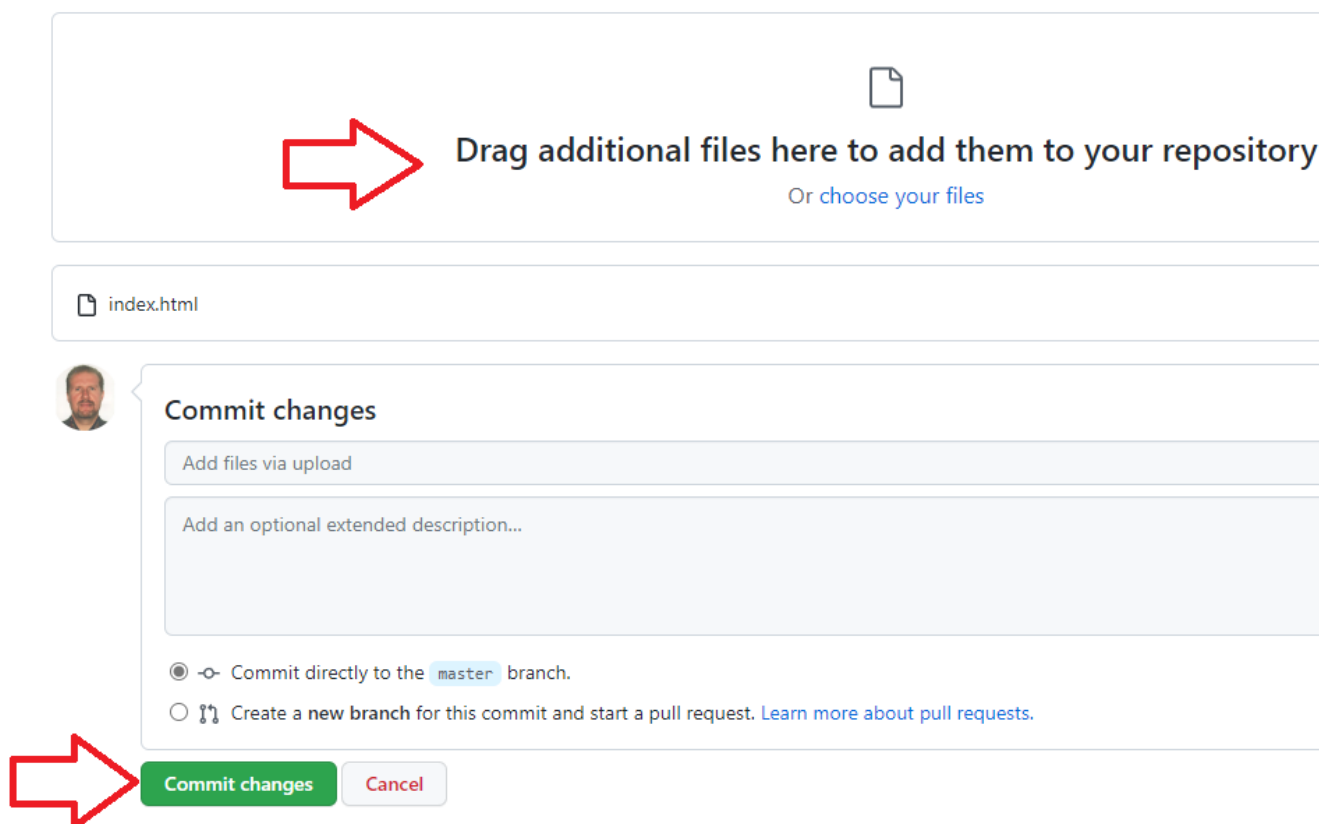 Drag additional files here to add them to your repository
Or choose your files
index.html
Commit changes
Add files via upload
Add an optional extended description...
Commit directly to the master branch.
Create a new branch for this commit and start a pull request. Learn more about pull requests.
Commit changes Cancel